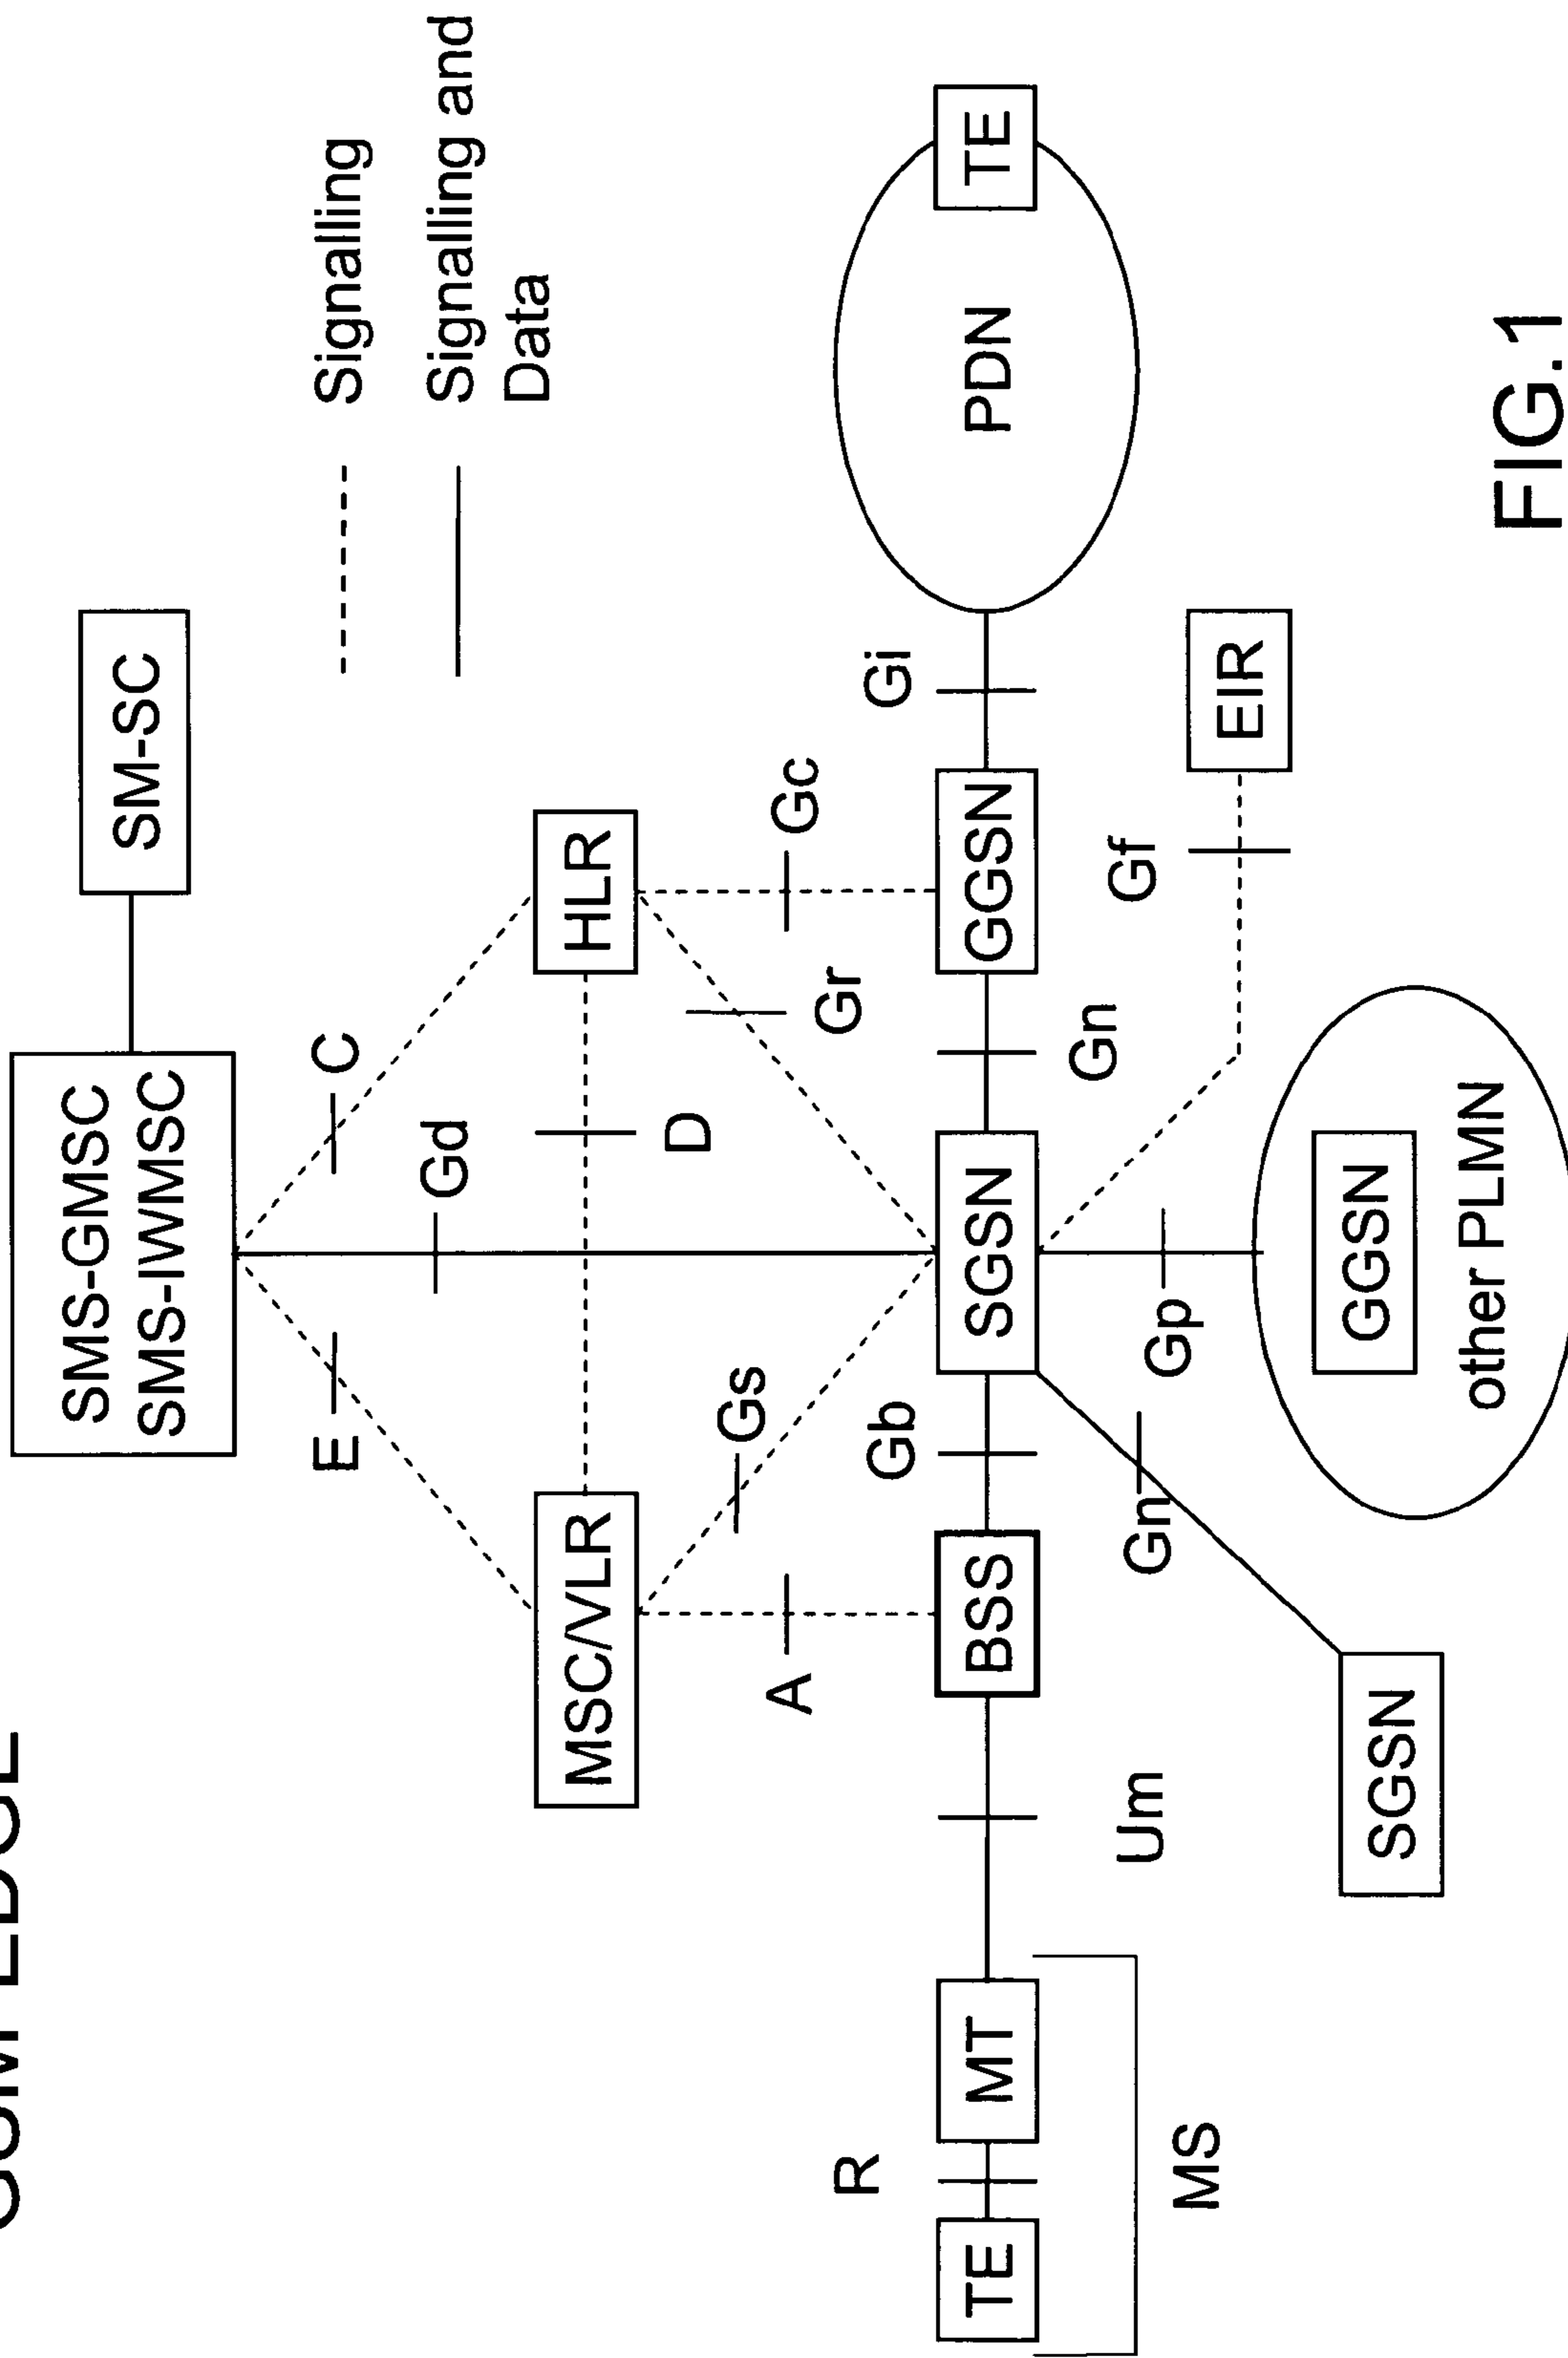 GSM EDGE
SMS-GMSC
SMS-IWMSC
SM-SC
E
C
Signalling
Gd
Signalling and
Data
MSC/VLR
HLR
D
Gs
A
Gc
Gr
R
Gb
Gi
TE
MT
BSS
SGSN
GGSN
PDN
TE
Um
Gn
Gp
Gn
Gf
MS
EIR
SGSN
GGSN
other PLMN
FIG.1